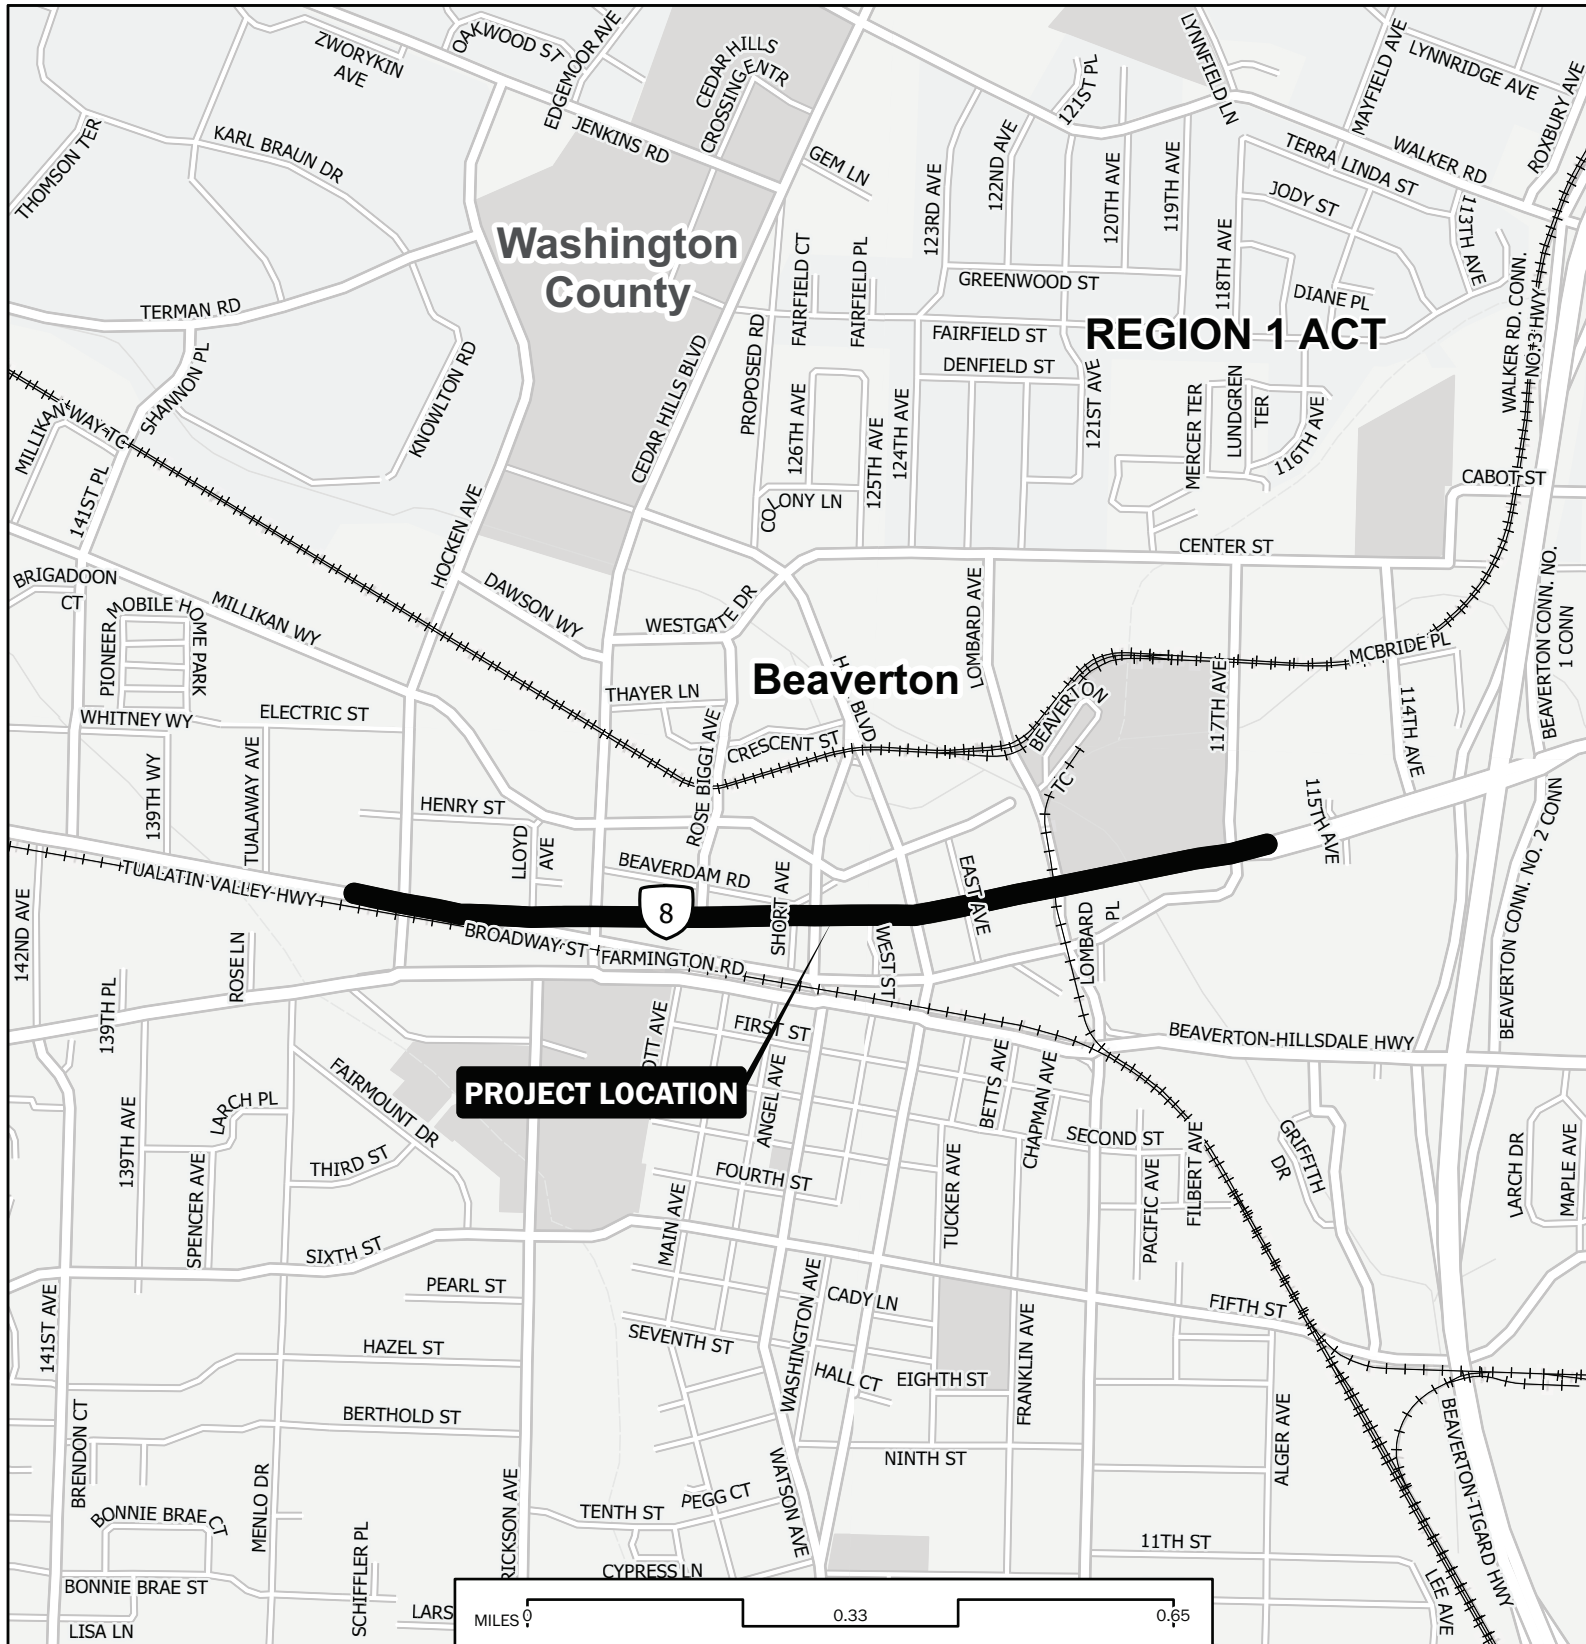 ZWORYKIN
AVE
OAKWOOD ST
EDGEMOOR AVE
CEDAR HILLS
CROSSING ENTR
LYNNFIELD LN
MAYFIELD AVE
LYNNRIDGE AVE
ROXBURY AVE
THOMSON TER
KARL BRAUN DR
JENKINS RD
GEM LN
121ST PL
122ND AVE
123RD AVE
120TH AVE
119TH AVE
TERRA LINDA ST
WALKER RD
JODY ST
113TH AVE
118TH AVE
Washington
County
TERMAN RD
FAIRFIELD CT
FAIRFIELD PL
GREENWOOD ST
DIANE PL
FAIRFIELD ST
REGION 1 ACT
WALKER RD. CONN.
NO. 3 HWY
SHANNON PL
KNOWLTON RD
CEDAR HILLS BLVD
PROPOSED RD
DENFIELD ST
121ST AVE
MERCER TER
LUNDGREN
TER
116TH AVE
MILLIKAN WAY TC
126TH AVE
125TH AVE
124TH AVE
CABOT ST
141ST PL
HOCKEN AVE
COLONY LN
CENTER ST
BRIGADOON
CT
PIONEER MOBILE HOME PARK
MILLIKAN WY
DAWSON WY
WESTGATE DR
LOMBARD AVE
BEAVERTON CONN. NO.
1 CONN
MCBRIDE PL
Beaverton
HALL BLVD
THAYER LN
BEAVERTON
TC
117TH AVE
114TH AVE
WHITNEY WY
ELECTRIC ST
ROSE BIGGI AVE
CRESCENT ST
139TH WY
TUALAWAY AVE
HENRY ST
LLOYD
AVE
115TH AVE
BEAVERTON CONN. NO. 2 CONN
TUALATIN VALLEY HWY
BEAVERDAM RD
SHORT AVE
EAST AVE
8
142ND AVE
BROADWAY ST
FARMINGTON RD
WEST ST
LOMBARD
PL
ROSE LN
139TH PL
OTT AVE
FIRST ST
BEAVERTON-HILLSDALE HWY
PROJECT LOCATION
ANGEL AVE
BETTS AVE
CHAPMAN AVE
FAIRMOUNT DR
LARCH PL
139TH AVE
SECOND ST
GRIFFITH
DR
LARCH DR
MAPLE AVE
THIRD ST
SPENCER AVE
FOURTH ST
MAIN AVE
TUCKER AVE
PACIFIC AVE
FILBERT AVE
SIXTH ST
PEARL ST
WASHINGTON AVE
CADY LN
FIFTH ST
141ST AVE
HAZEL ST
SEVENTH ST
HALL CT
EIGHTH ST
FRANKLIN AVE
BRENDON CT
BERTHOLD ST
NINTH ST
ALGER AVE
BEAVERTON-TIGARD HWY
MENLO DR
RICKSON AVE
WATSON AVE
PEGG CT
TENTH ST
BONNIE BRAE CT
SCHIFFLER PL
CYPRESS LN
11TH ST
BONNIE BRAE ST
LARS
LEE AVE
LISA LN
MILES 0 0.33 0.65